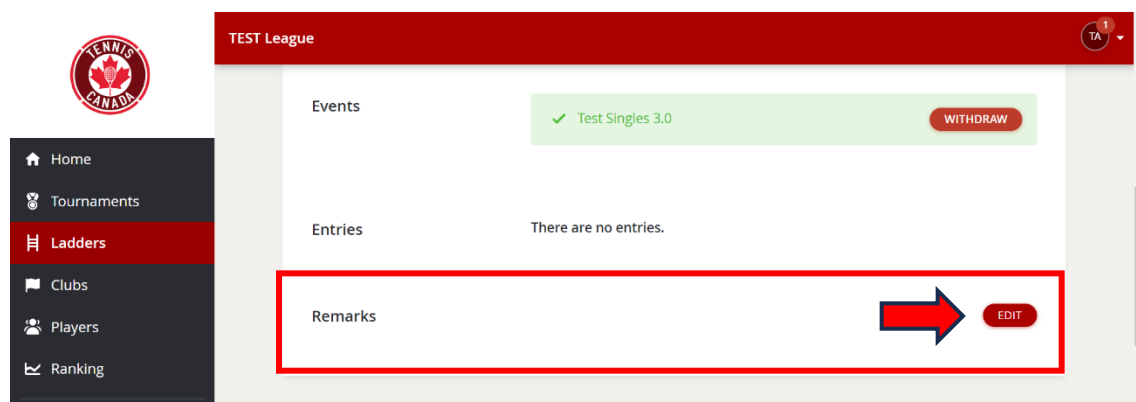 TENNIS
CANADA
Home
Tournaments
Ladders
Clubs
Players
Ranking
TEST League
TA
1
Events
Test Singles 3.0
WITHDRAW
Entries
There are no entries.
Remarks
EDIT